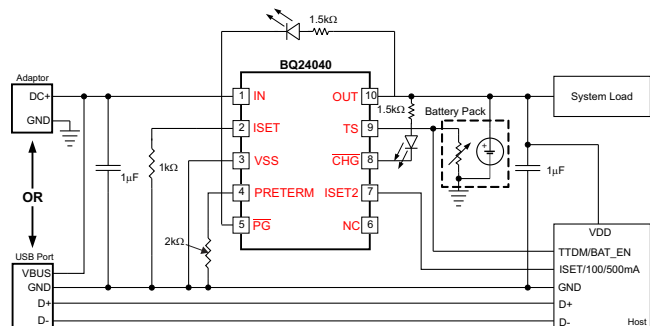 1.5kΩ
BQ24040
Adaptor
DC+
GND
OR
USB Port
VBUS
GND
D+
D-
1μF
1kΩ
2kΩ
1 IN
2 ISET
3 VSS
4 PRETERM
5 PG
OUT 10
TS 9
CHG 8
ISET2 7
NC 6
1.5kΩ
Battery Pack
+
System Load
1μF
VDD
TTDM/BAT_EN
ISET/100/500mA
GND
D+
D-
Host